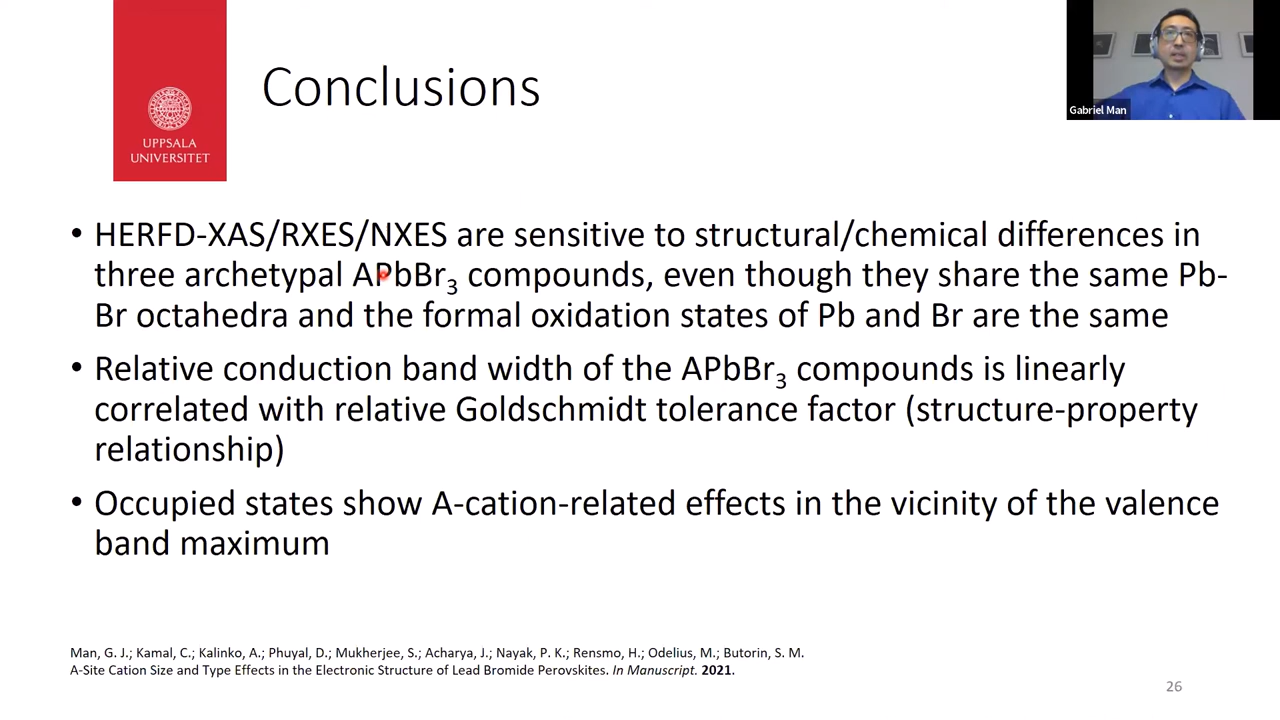 Conclusions
Gabriel Man
UPPSALA
UNIVERSITET
• HERFD-XAS/RXES/NXES are sensitive to structural/chemical differences in
three archetypal APbBr₃ compounds, even though they share the same Pb-
Br octahedra and the formal oxidation states of Pb and Br are the same
• Relative conduction band width of the APbBr₃ compounds is linearly
correlated with relative Goldschmidt tolerance factor (structure-property
relationship)
• Occupied states show A-cation-related effects in the vicinity of the valence
band maximum
Man, G. J.; Kamal, C.; Kalinko, A.; Phuyal, D.; Mukherjee, S.; Acharya, J.; Nayak, P. K.; Rensmo, H.; Odelius, M.; Butorin, S. M.
A-Site Cation Size and Type Effects in the Electronic Structure of Lead Bromide Perovskites. In Manuscript. 2021.
26